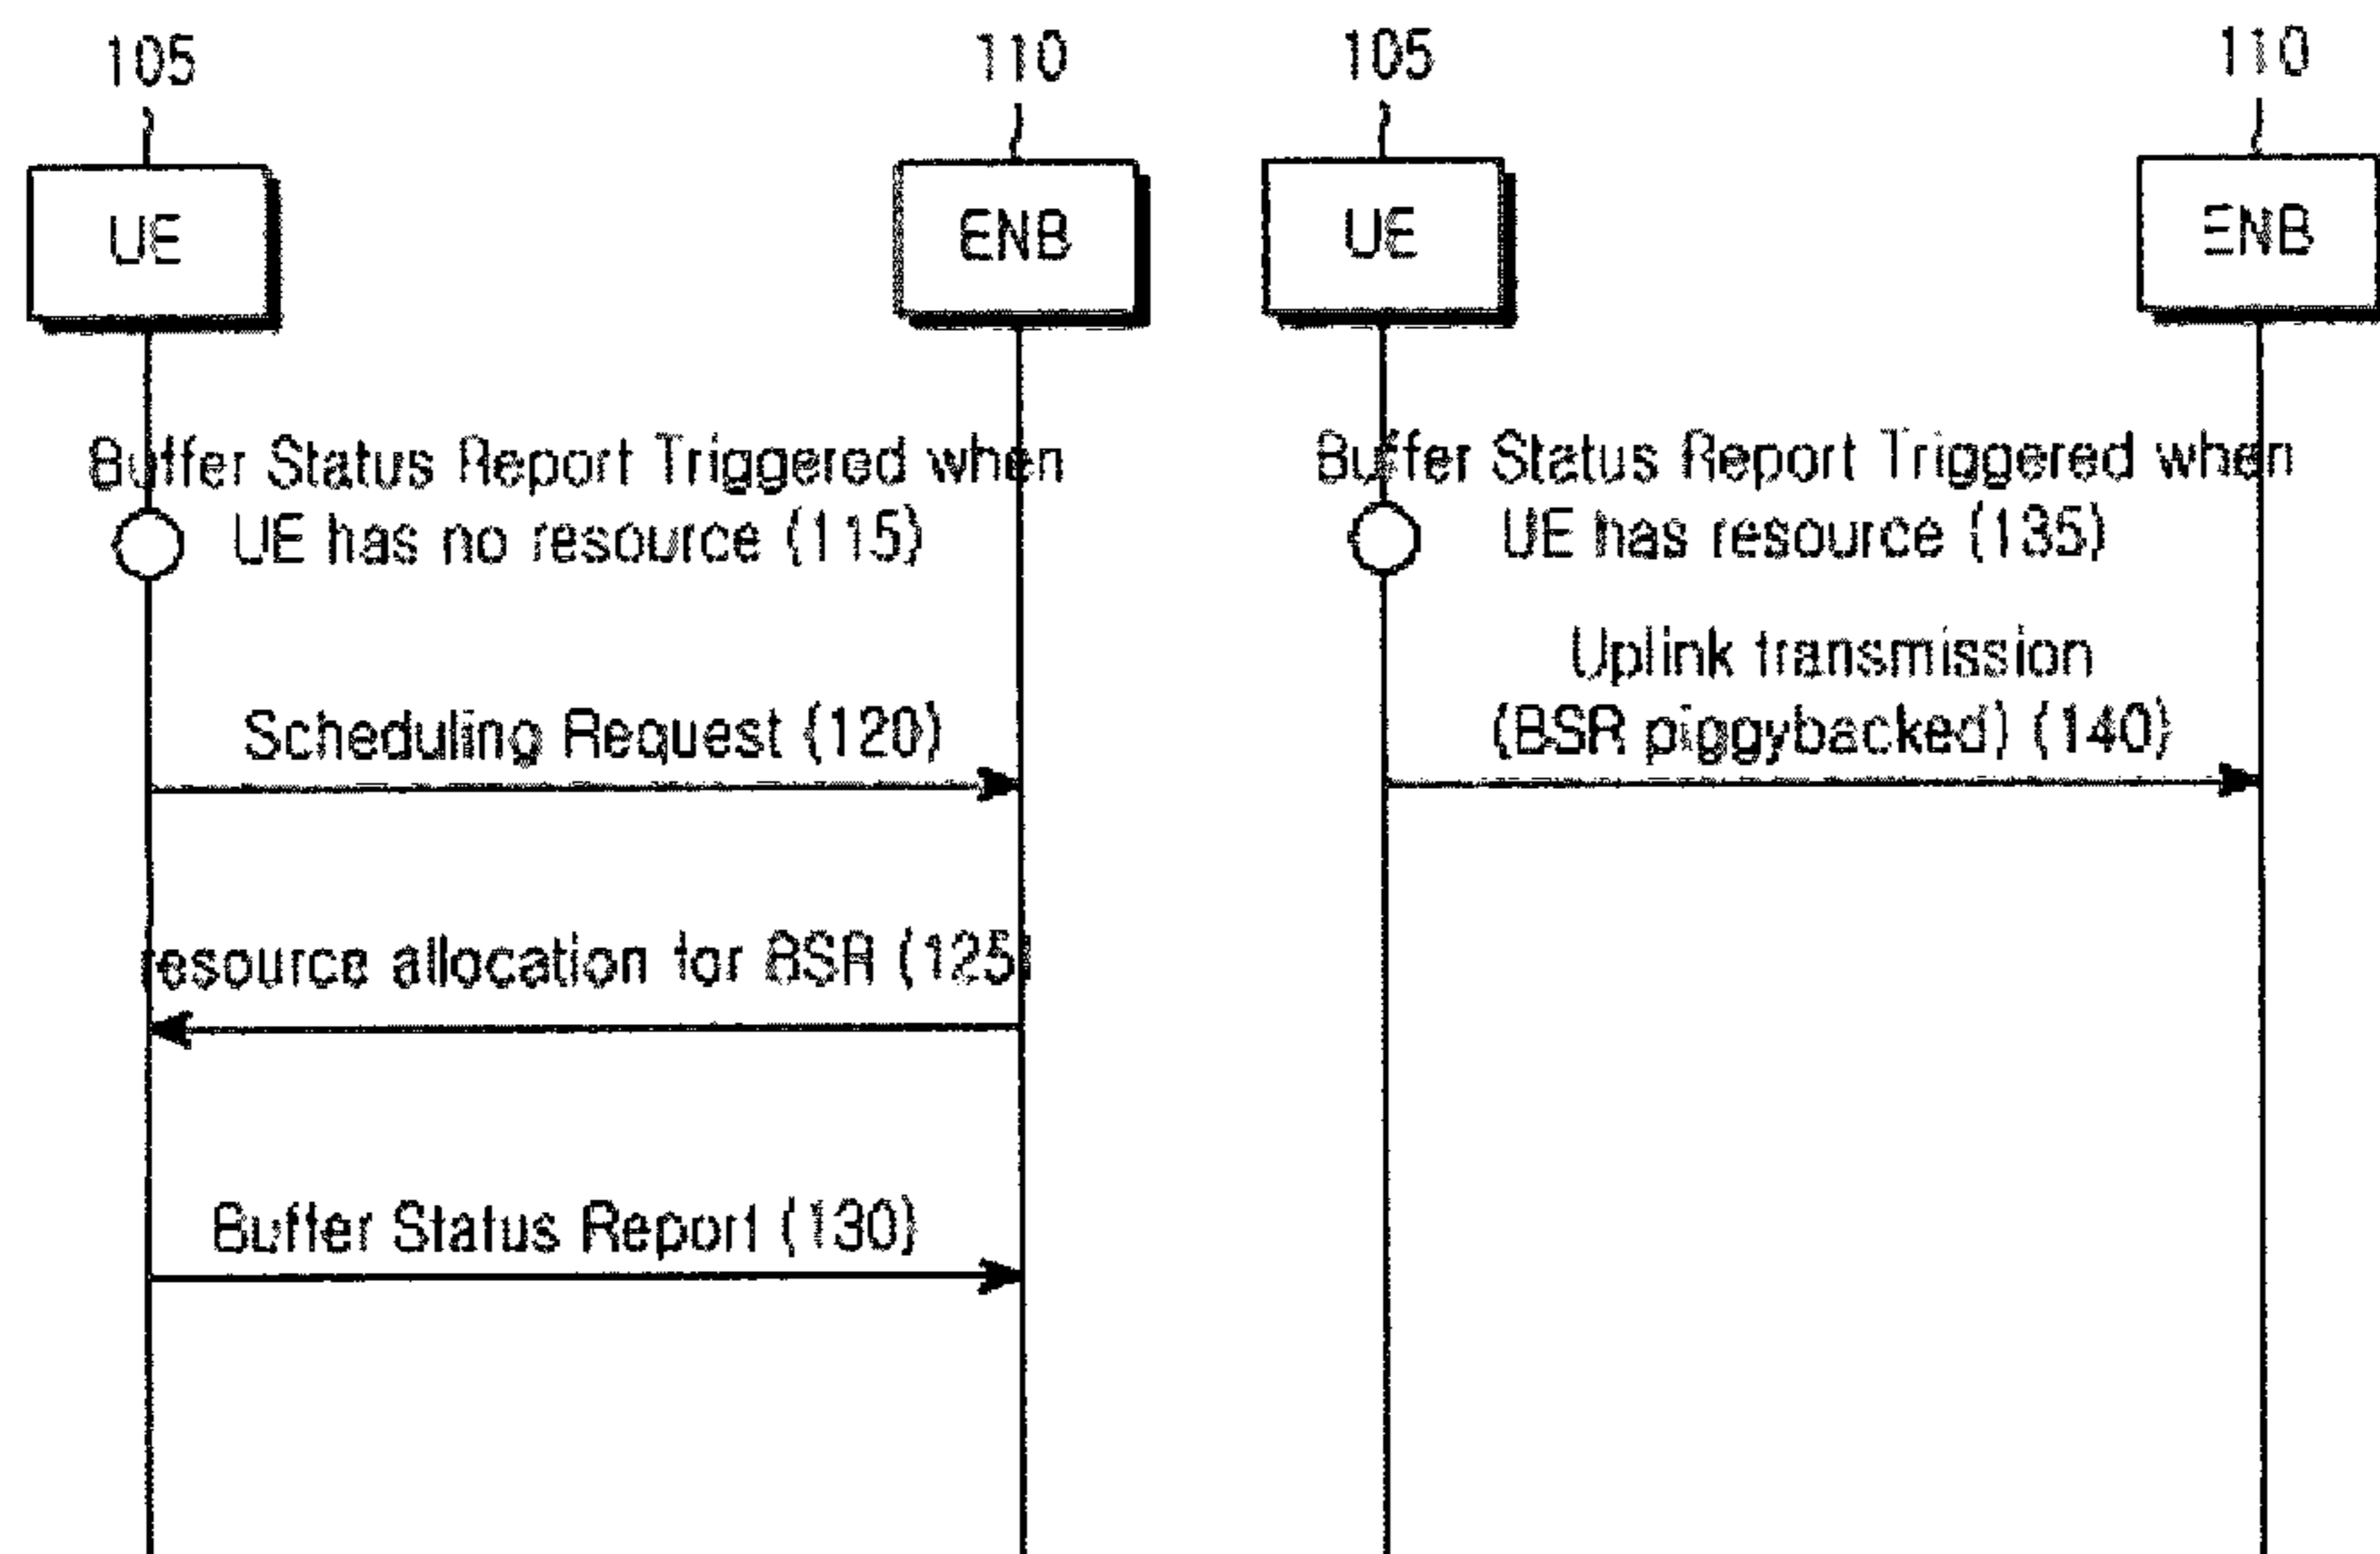 105
110
UE
ENB
Buffer Status Report Triggered when
UE has no resource (115)
Scheduling Request (120)
resource allocation for BSR (125)
Buffer Status Report (130)
105
110
UE
ENB
Buffer Status Report Triggered when
UE has resource (135)
Uplink transmission
(BSR piggybacked) (140)